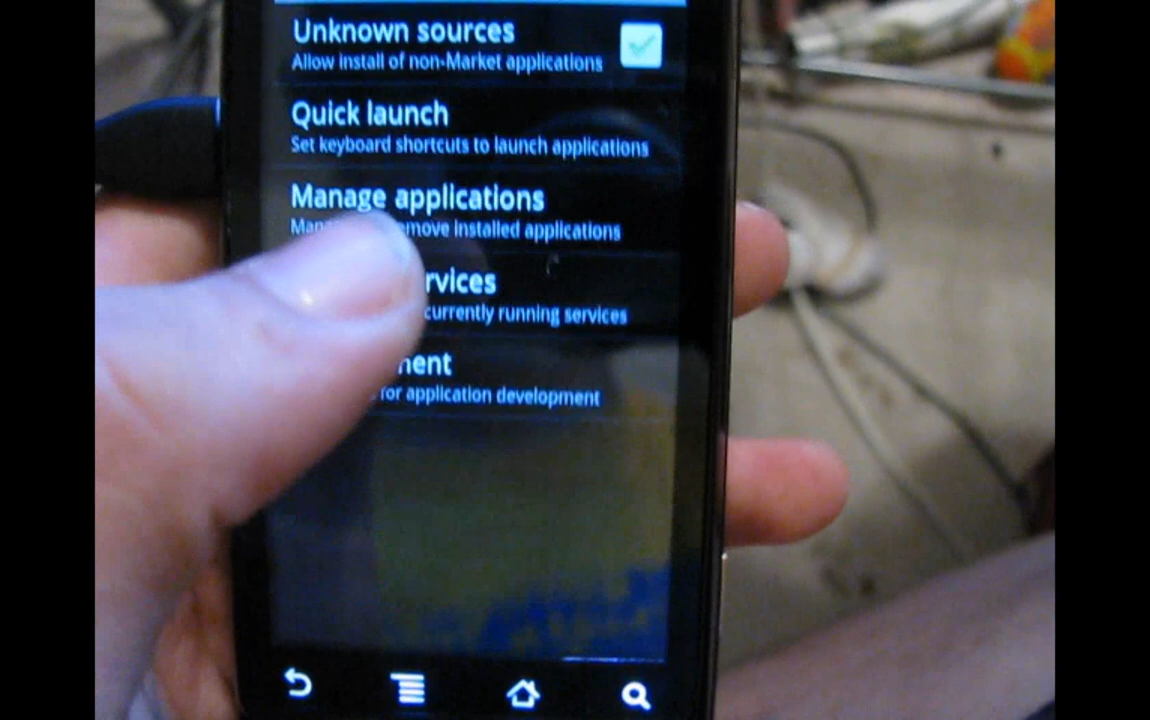 Unknown sources
Allow install of non-Market applications
Quick launch
Set keyboard shortcuts to launch applications
Manage applications
move installed applications
rvices
currently running services
ment
for application development